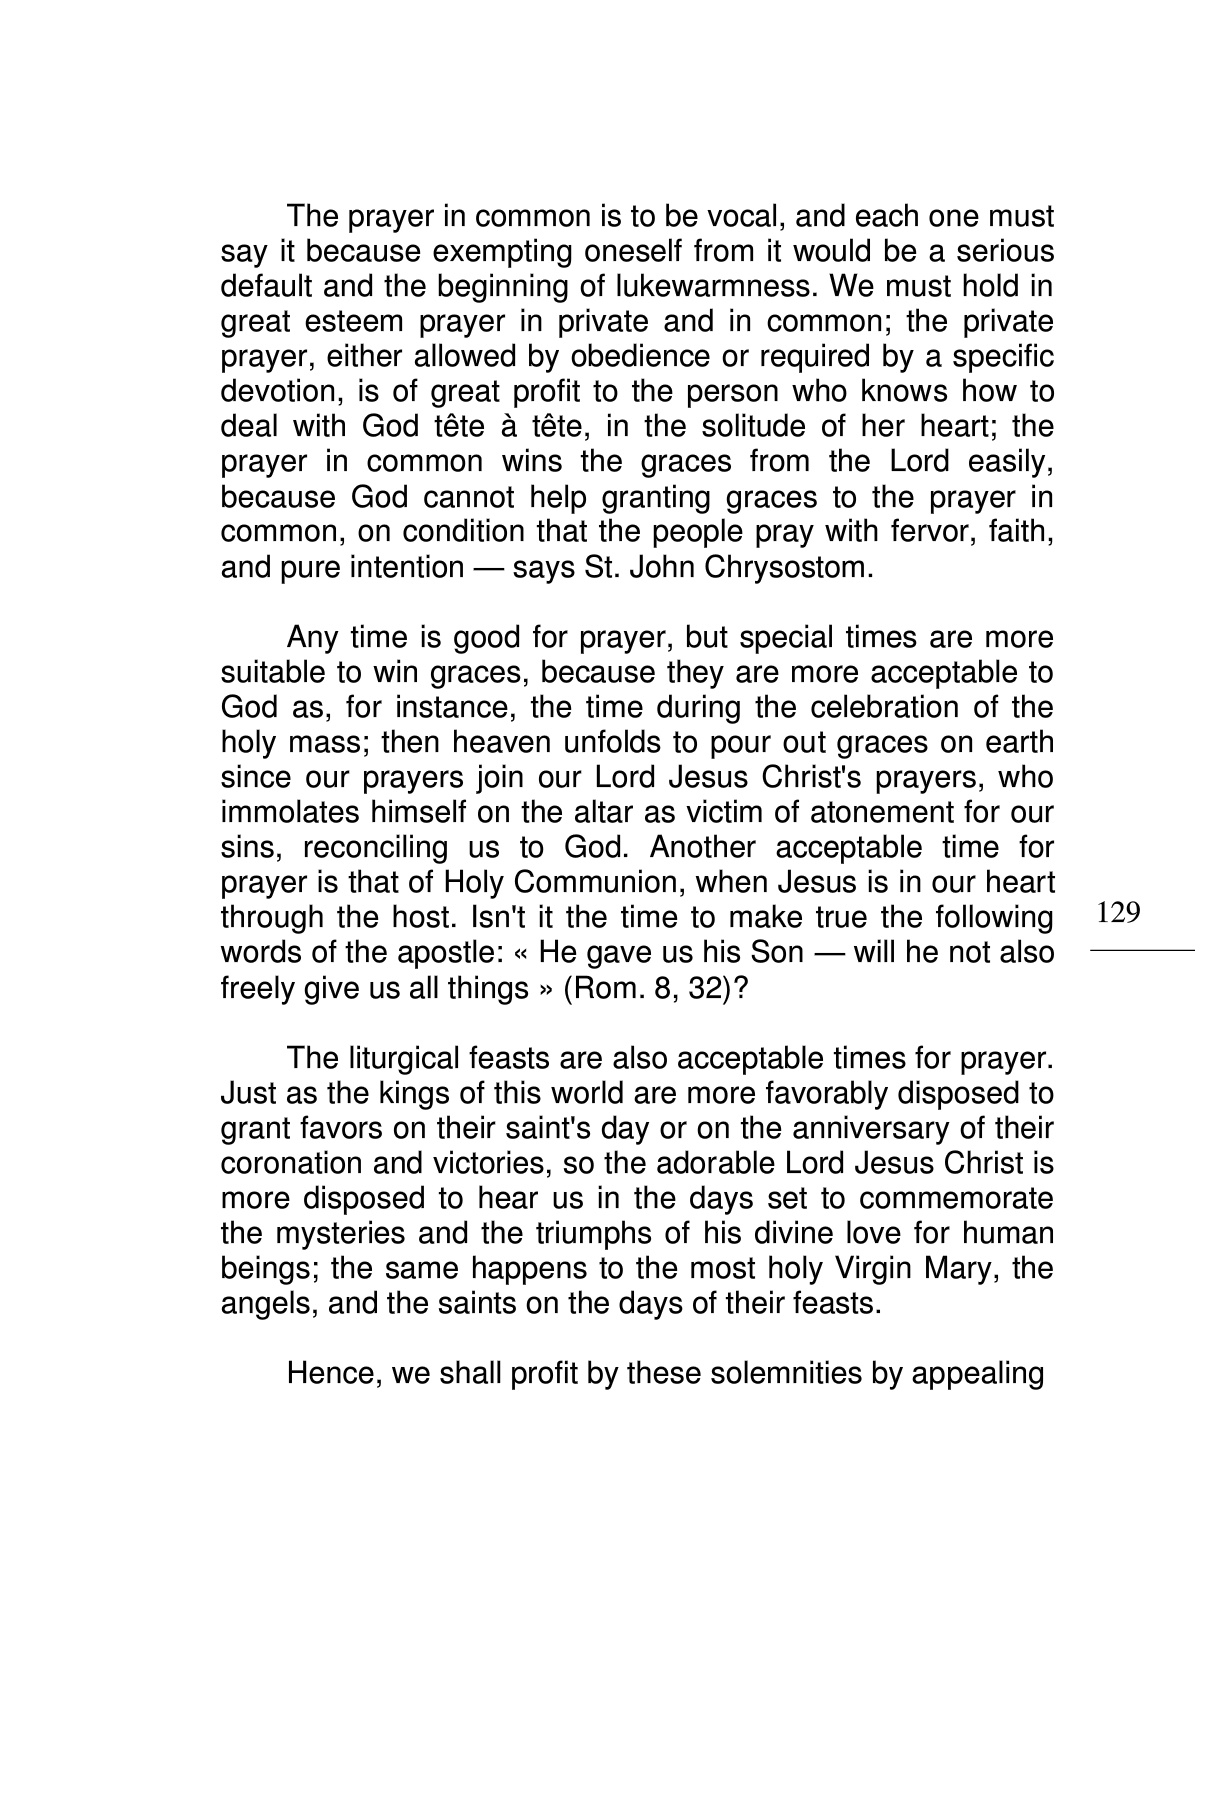 The prayer in common is to be vocal, and each one must
say it because exempting oneself from it would be a serious
default and the beginning of lukewarmness. We must hold in
great esteem prayer in private and in common; the private
prayer, either allowed by obedience or required by a specific
devotion, is of great profit to the person who knows how to
deal with God tête à tête, in the solitude of her heart; the
prayer in common wins the graces from the Lord easily,
because God cannot help granting graces to the prayer in
common, on condition that the people pray with fervor, faith,
and pure intention — says St. John Chrysostom.
Any time is good for prayer, but special times are more
suitable to win graces, because they are more acceptable to
God as, for instance, the time during the celebration of the
holy mass; then heaven unfolds to pour out graces on earth
since our prayers join our Lord Jesus Christ's prayers, who
immolates himself on the altar as victim of atonement for our
sins, reconciling us to God. Another acceptable time for
prayer is that of Holy Communion, when Jesus is in our heart
through the host. Isn't it the time to make true the following
words of the apostle: « He gave us his Son — will he not also
freely give us all things » (Rom. 8, 32)?
The liturgical feasts are also acceptable times for prayer.
Just as the kings of this world are more favorably disposed to
grant favors on their saint's day or on the anniversary of their
coronation and victories, so the adorable Lord Jesus Christ is
more disposed to hear us in the days set to commemorate
the mysteries and the triumphs of his divine love for human
beings; the same happens to the most holy Virgin Mary, the
angels, and the saints on the days of their feasts.
Hence, we shall profit by these solemnities by appealing
129